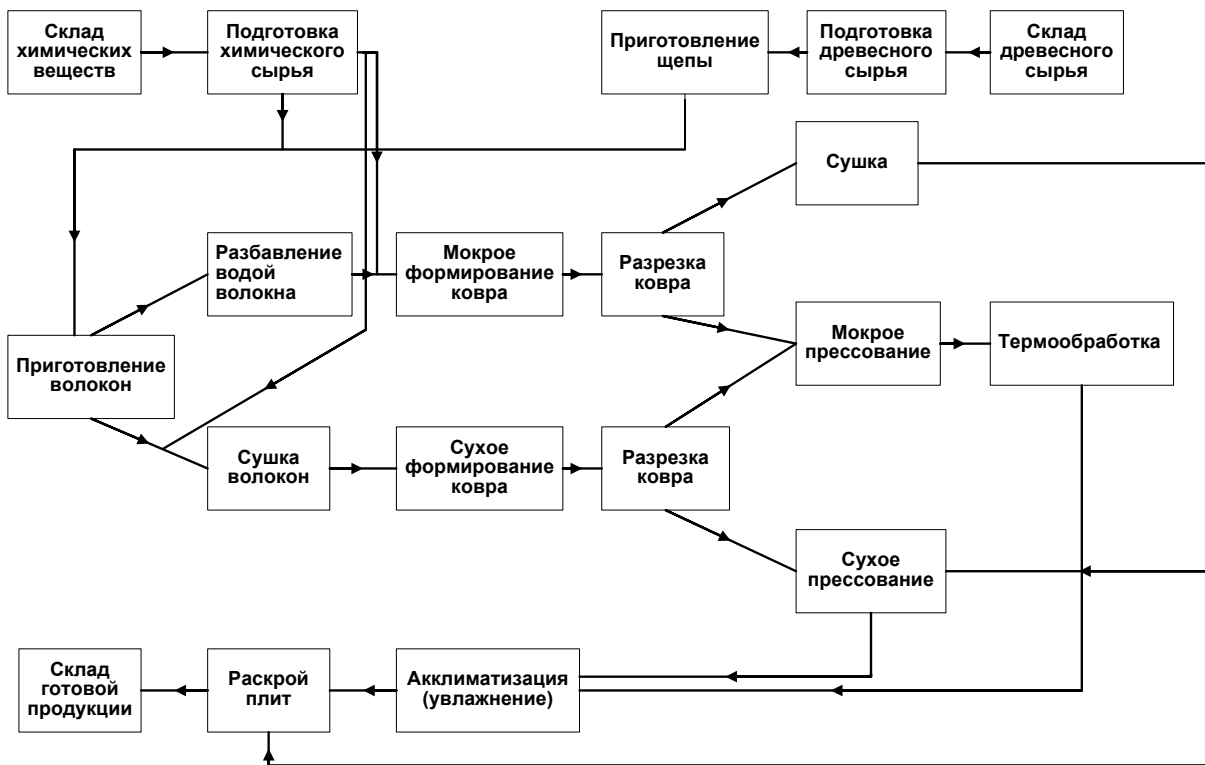 Склад
химических
веществ
Подготовка
химического
сырья
Приготовление
щепы
Подготовка
древесного
сырья
Склад
древесного
сырья
Сушка
Разбавление
водой
волокна
Мокрое
формирование
ковра
Разрезка
ковра
Мокрое
прессование
Термообработка
Приготовление
волокон
Сушка
волокон
Сухое
формирование
ковра
Разрезка
ковра
Сухое
прессование
Склад
готовой
продукции
Раскрой
плит
Акклиматизация
(увлажнение)